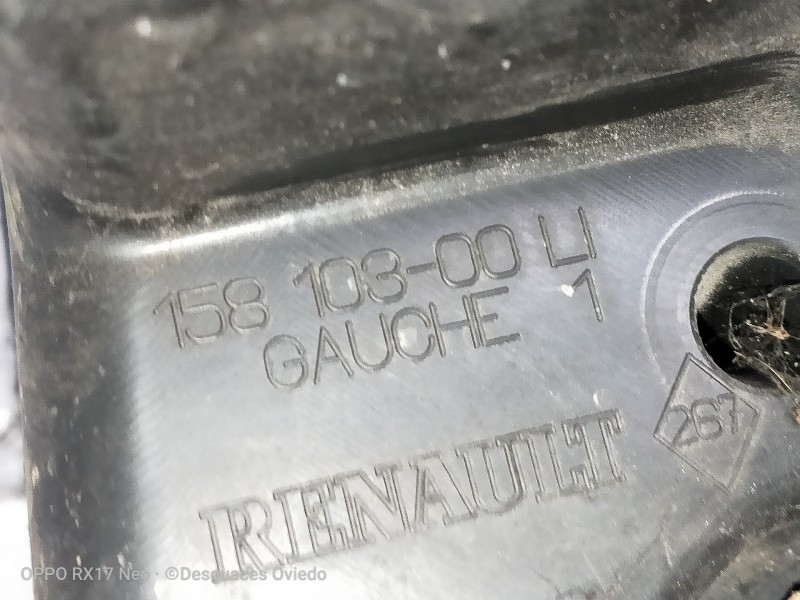 158 103-00 LI
GAUCHE 1
267
RENAULT
OPPO RX17 Neo · ©Desguaces Oviedo